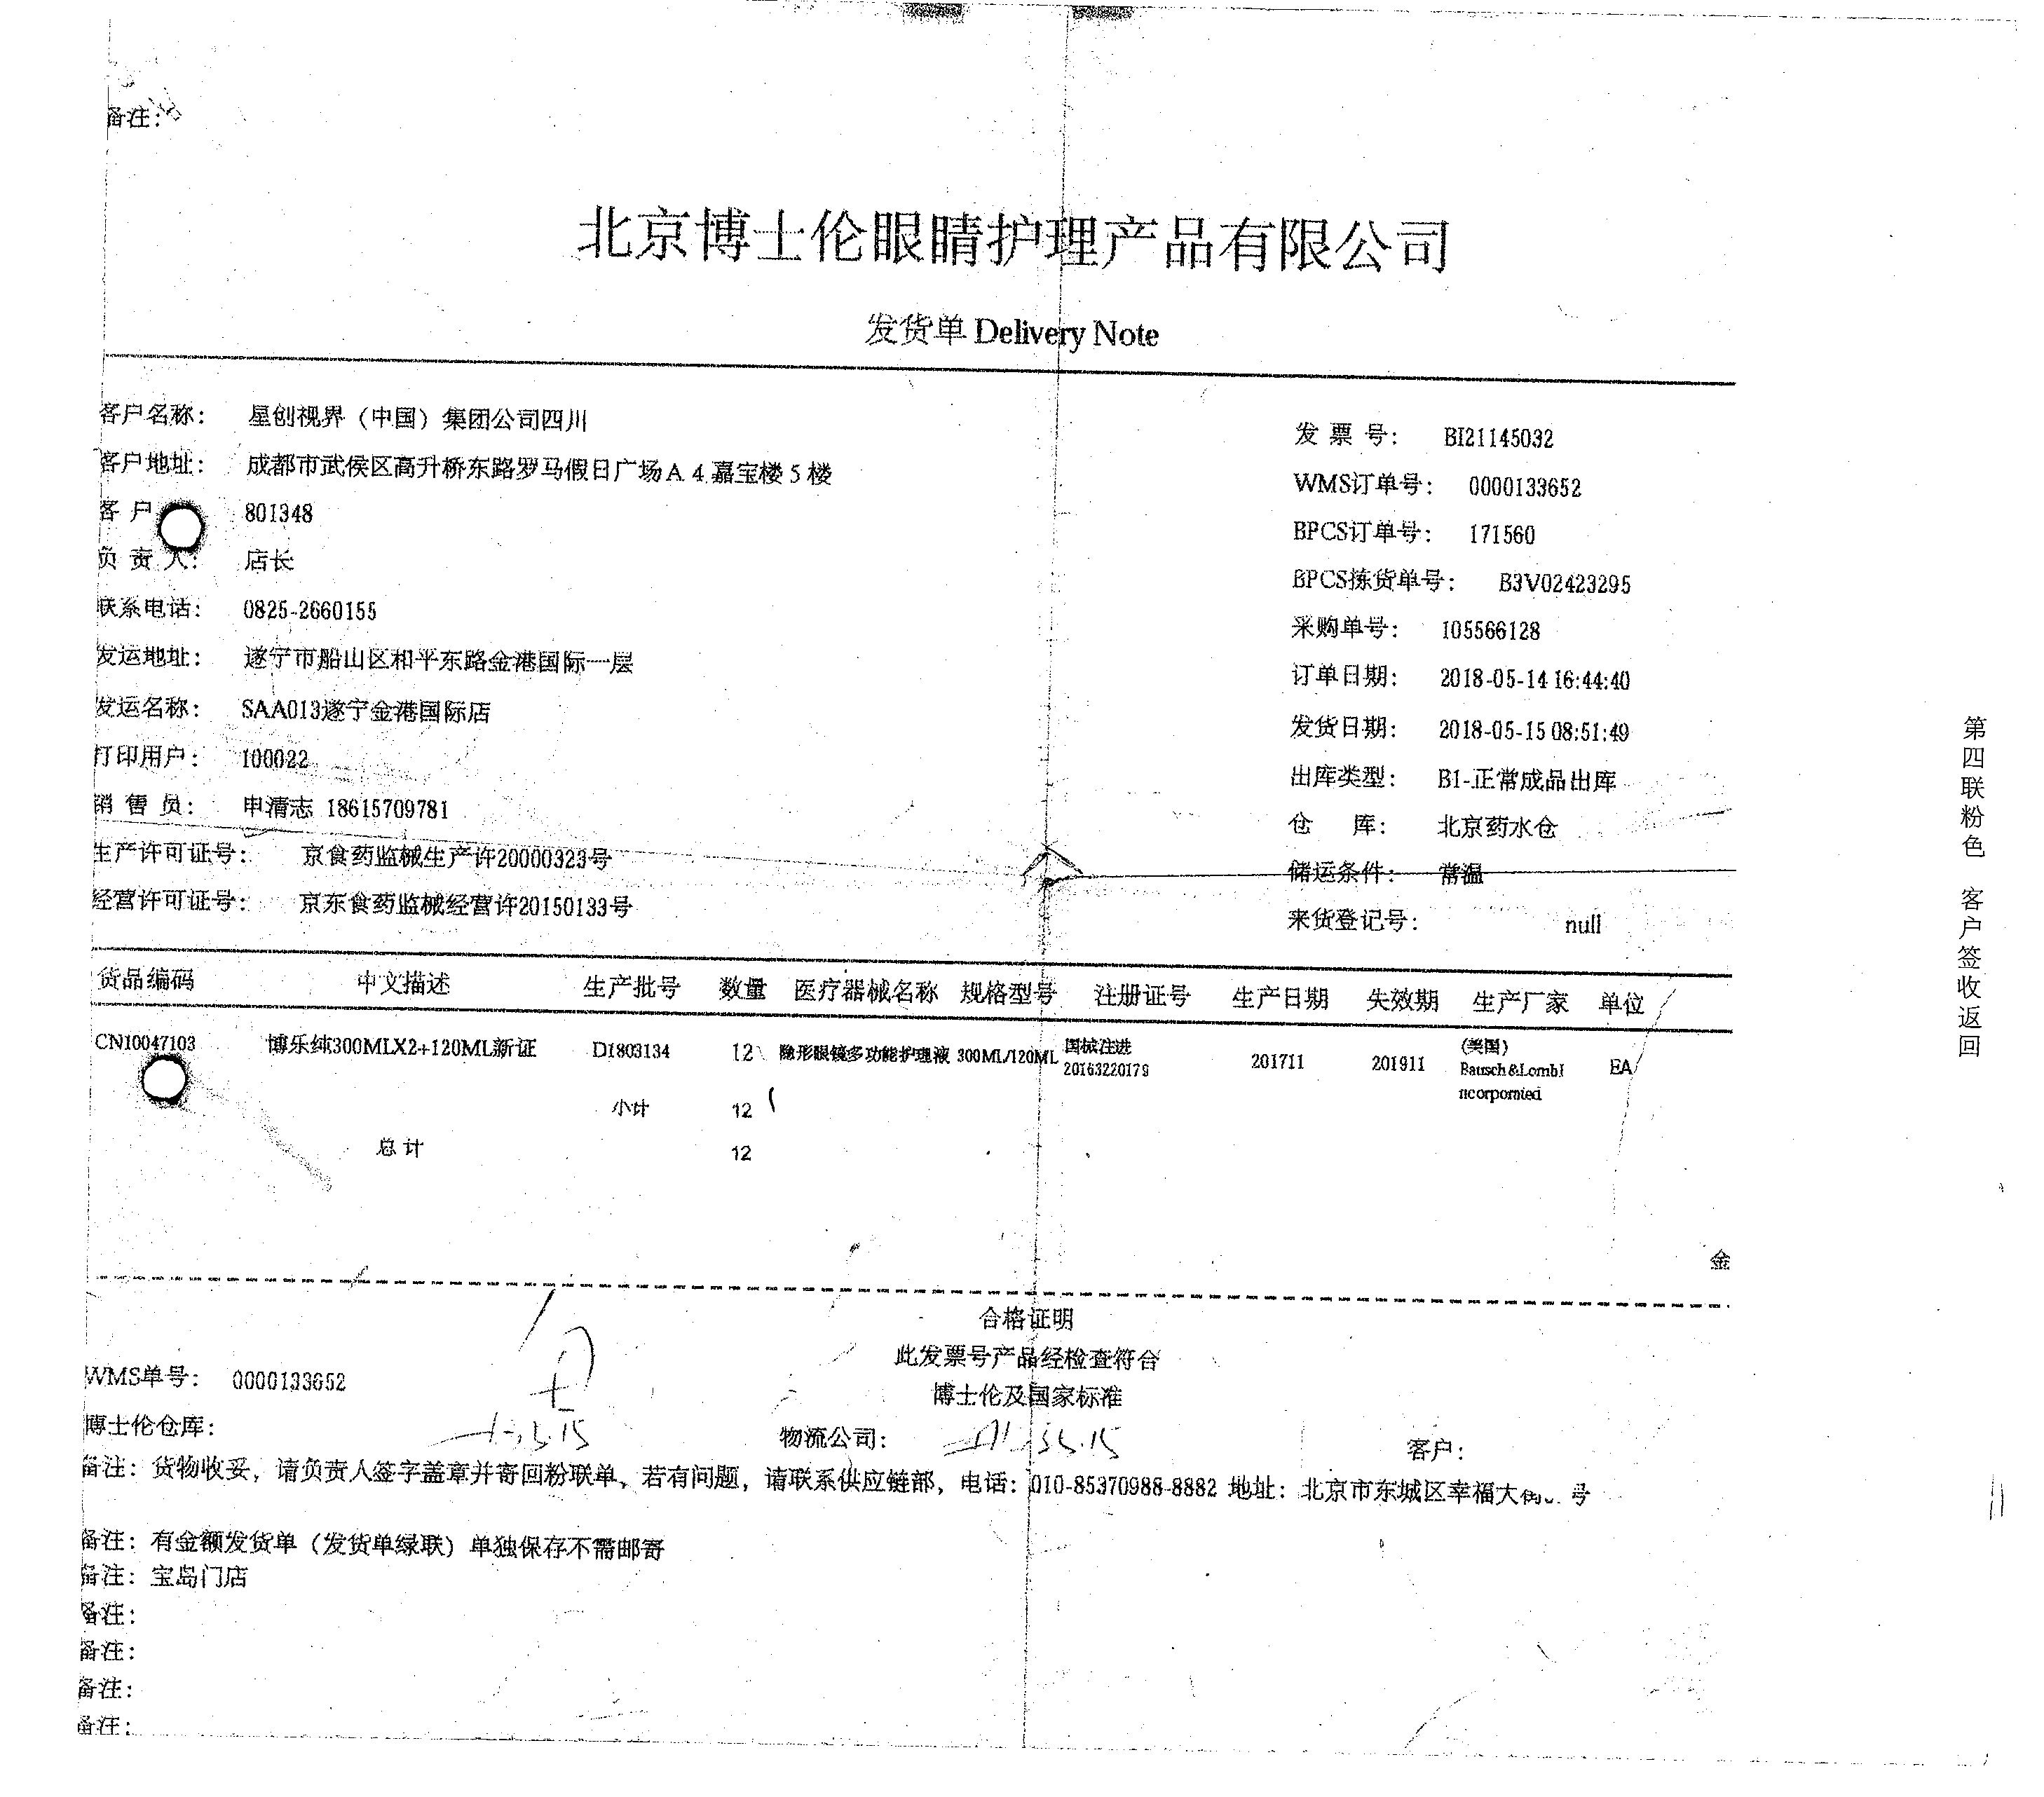 备注：
北京博士伦眼睛护理产品有限公司
发货单 Delivery Note
客户名称： 星创视界（中国）集团公司四川
客户地址： 成都市武侯区高升桥东路罗马假日广场A 4 嘉宝楼 5 楼
客 户 801348
负 责 人： 店长
联系电话： 0825-2660155
发运地址： 遂宁市船山区和平东路金港国际一层
发运名称： SAA013遂宁金港国际店
打印用户： 100022
销 售 员： 申清志 18615709781
生产许可证号： 京食药监械生产许20000323号
经营许可证号： 京东食药监械经营许20150133号
发 票 号： BI21145032
WMS订单号： 0000133652
BPCS订单号： 171560
BPCS拣货单号： B3V02423295
采购单号： I05566128
订单日期： 2018-05-14 16:44:40
发货日期： 2018-05-15 08:51:49
出库类型： B1-正常成品出库
仓 库： 北京药水仓
储运条件： 常温
来货登记号： null
货品编码 中文描述 生产批号 数量 医疗器械名称 规格型号 注册证号 生产日期 失效期 生产厂家 单位
CN10047103 博乐纯300MLX2+120ML新证 D1803134 12 隐形眼镜多功能护理液 300ML/120ML 国械注进 20163220179 201711 201911 (美国) Bausch&Lomb I ncorporated EA
小计 12
总 计 12
金
合格证明
此发票号产品经检查符合
博士伦及国家标准
WMS单号： 0000133652
博士伦仓库： 物流公司： 客户：
备注：货物收妥，请负责人签字盖章并寄回粉联单、若有问题，请联系供应链部，电话：010-85370988-8882 地址：北京市东城区幸福大街 号
备注：有金额发货单（发货单绿联）单独保存不需邮寄
备注：宝岛门店
备注：
备注：
备注：
备注：
第四联粉色 客户签收返回